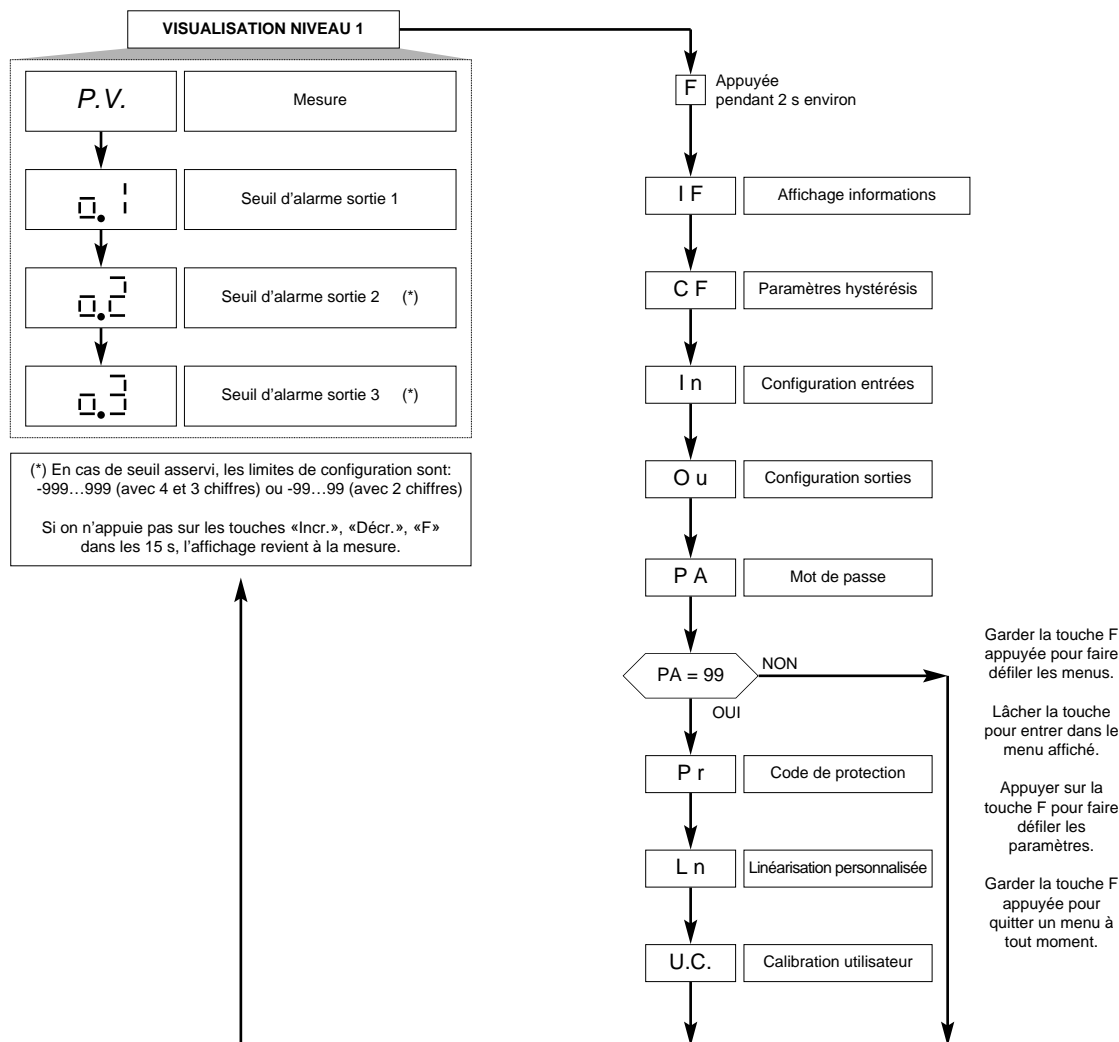 VISUALISATION NIVEAU 1
P.V.
Mesure
o.1
Seuil d'alarme sortie 1
o.2
Seuil d'alarme sortie 2 (*)
o.3
Seuil d'alarme sortie 3 (*)
(*) En cas de seuil asservi, les limites de configuration sont:
-999…999 (avec 4 et 3 chiffres) ou -99…99 (avec 2 chiffres)
Si on n'appuie pas sur les touches «Incr.», «Décr.», «F»
dans les 15 s, l'affichage revient à la mesure.
F
Appuyée
pendant 2 s environ
I F
Affichage informations
C F
Paramètres hystérésis
I n
Configuration entrées
O u
Configuration sorties
P A
Mot de passe
PA = 99
NON
OUI
P r
Code de protection
L n
Linéarisation personnalisée
U.C.
Calibration utilisateur
Garder la touche F
appuyée pour faire
défiler les menus.
Lâcher la touche
pour entrer dans le
menu affiché.
Appuyer sur la
touche F pour faire
défiler les
paramètres.
Garder la touche F
appuyée pour
quitter un menu à
tout moment.